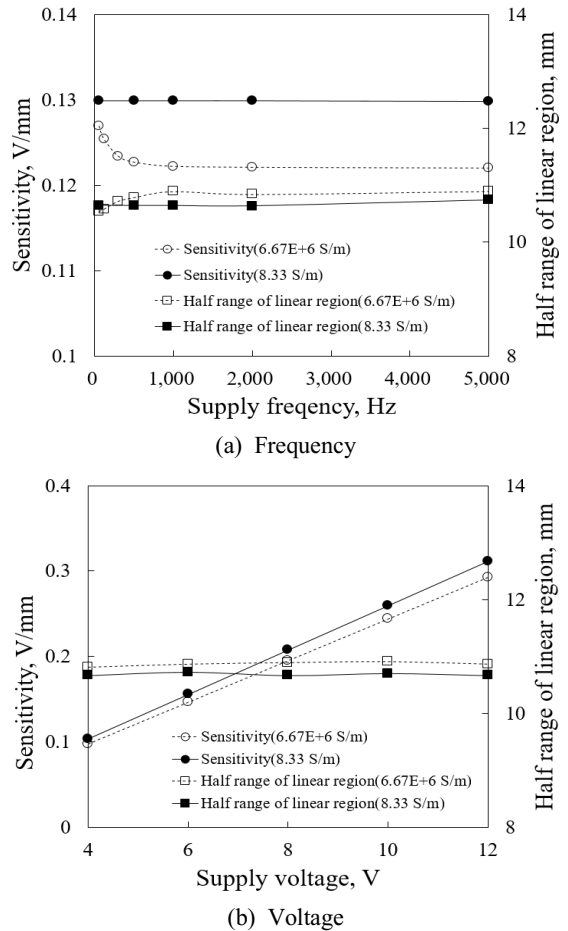 0.14
0.13
0.12
0.11
0.1
Sensitivity, V/mm
14
12
10
8
Half range of linear region, mm
Sensitivity(6.67E+6 S/m)
Sensitivity(8.33 S/m)
Half range of linear region(6.67E+6 S/m)
Half range of linear region(8.33 S/m)
0 1,000 2,000 3,000 4,000 5,000
Supply freqency, Hz
(a) Frequency
0.4
0.3
0.2
0.1
0
Sensitivity, V/mm
14
12
10
8
Half range of linear region, mm
Sensitivity(6.67E+6 S/m)
Sensitivity(8.33 S/m)
Half range of linear region(6.67E+6 S/m)
Half range of linear region(8.33 S/m)
4 6 8 10 12
Supply voltage, V
(b) Voltage